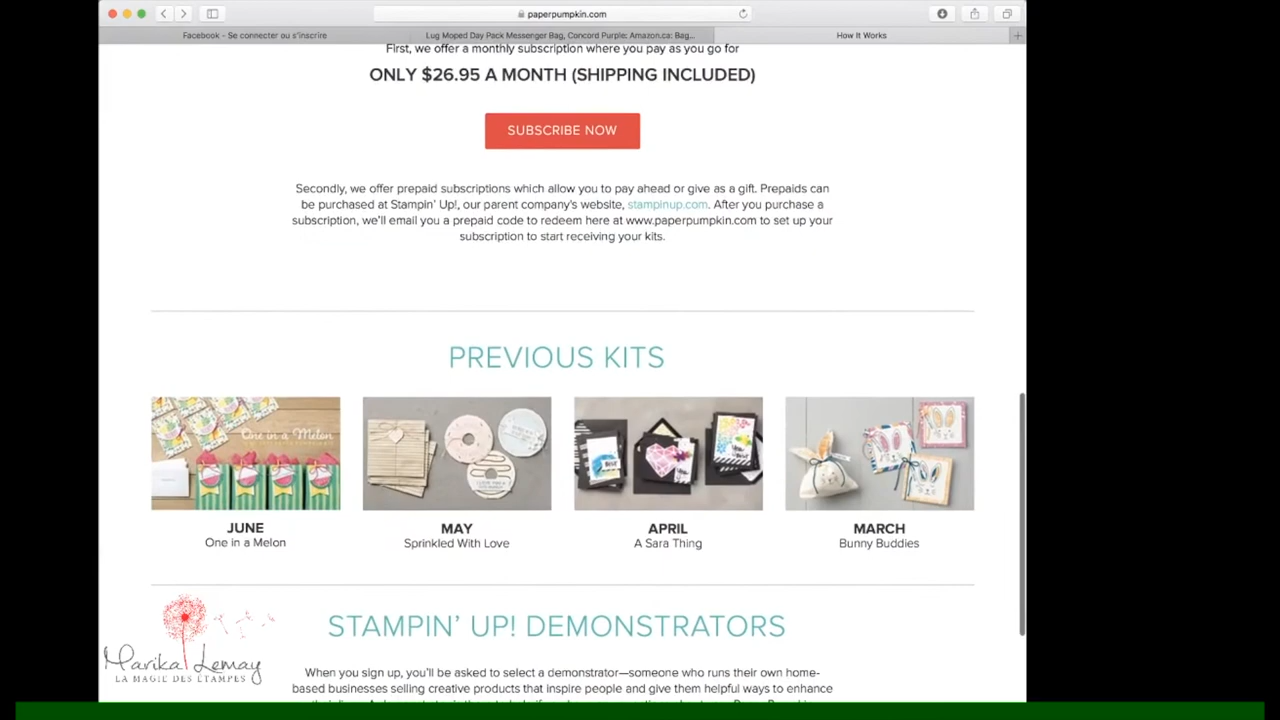 paperpumpkin.com
Facebook - Se connecter ou s'inscrire
Lug Moped Day Pack Messenger Bag, Concord Purple: Amazon.ca: Bag...
How It Works
First, we offer a monthly subscription where you pay as you go for
ONLY $26.95 A MONTH (SHIPPING INCLUDED)
SUBSCRIBE NOW
Secondly, we offer prepaid subscriptions which allow you to pay ahead or give as a gift. Prepaids can
be purchased at Stampin' Up!, our parent company's website, stampinup.com. After you purchase a
subscription, we'll email you a prepaid code to redeem here at www.paperpumpkin.com to set up your
subscription to start receiving your kits.
PREVIOUS KITS
One in a Melon
JUNE
One in a Melon
MAY
Sprinkled With Love
APRIL
A Sara Thing
MARCH
Bunny Buddies
STAMPIN' UP! DEMONSTRATORS
Marika Lemay
LA MAGIE DES ÉTAMPES
When you sign up, you'll be asked to select a demonstrator—someone who runs their own home-
based businesses selling creative products that inspire people and give them helpful ways to enhance